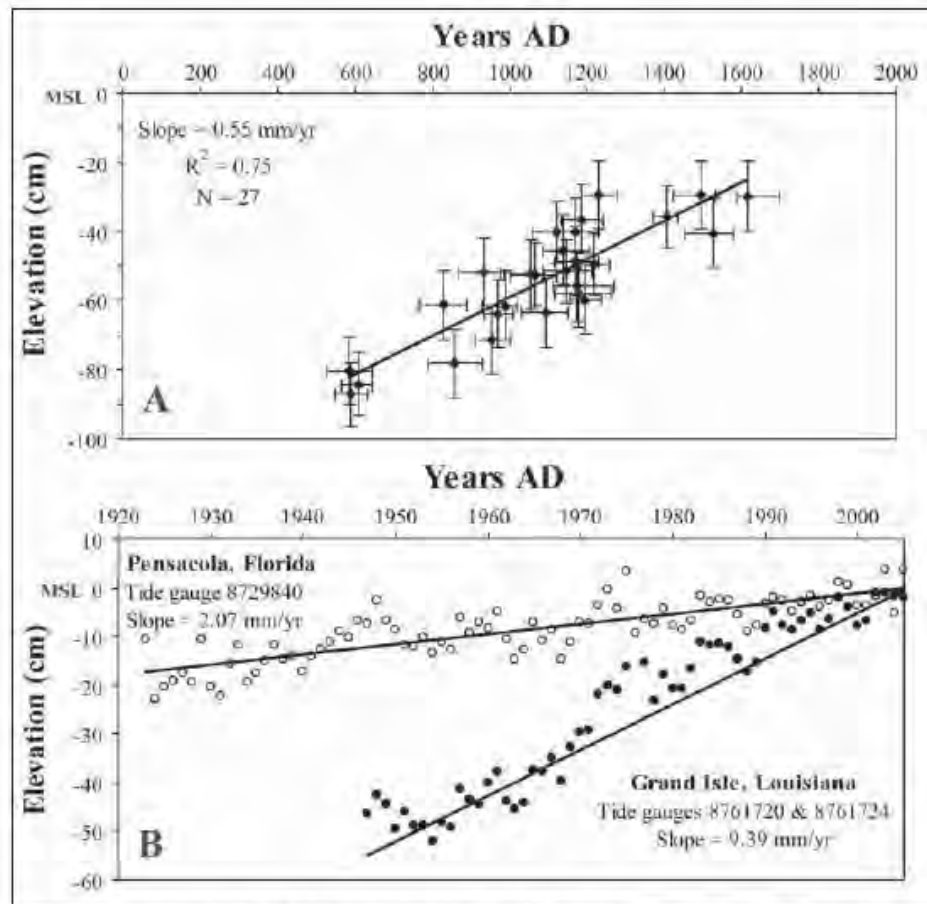 Years AD
0 200 400 600 800 1000 1200 1400 1600 1800 2000
MSL 0
Slope = 0.55 mm/yr
R² = 0.75
N = 27
-20
-40
-60
-80
-100
Elevation (cm)
A
Years AD
1920 1930 1940 1950 1960 1970 1980 1990 2000
10
Pensacola, Florida
MSL 0
Tide gauge 8729840
Slope = 2.07 mm/yr
-10
-20
-30
-40
-50
-60
Elevation (cm)
Grand Isle, Louisiana
Tide gauges 8761720 & 8761724
Slope = 9.39 mm/yr
B